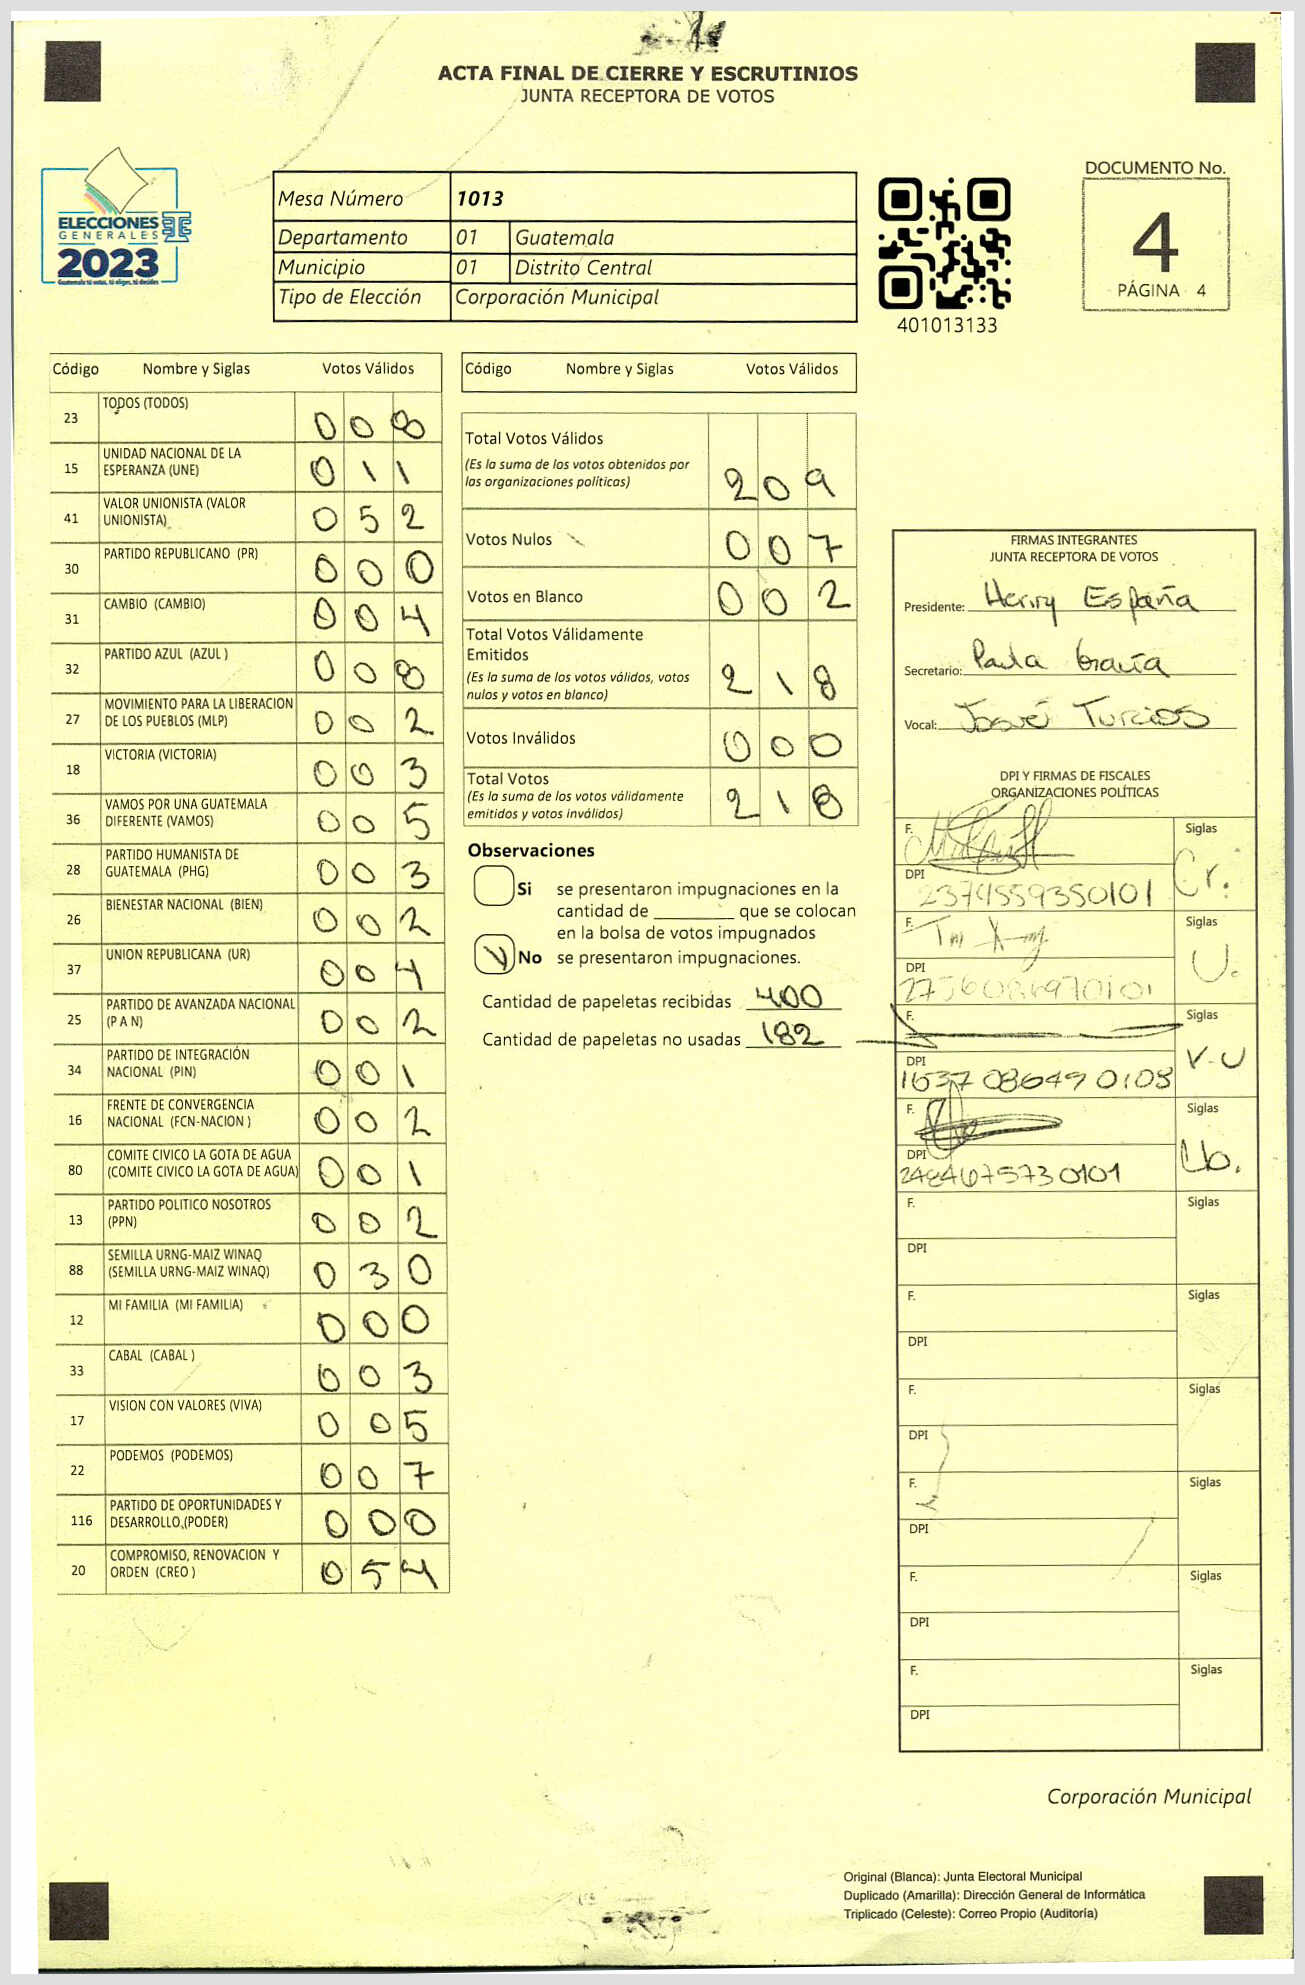 ACTA FINAL DE CIERRE Y ESCRUTINIOS
JUNTA RECEPTORA DE VOTOS
ELECCIONES
GENERALES
2023
Mesa Número 1013
Departamento 01 Guatemala
Municipio 01 Distrito Central
Tipo de Elección Corporación Municipal
401013133
DOCUMENTO No.
4
PÁGINA 4
Código Nombre y Siglas Votos Válidos
23 TODOS (TODOS) 0 0 8
15 UNIDAD NACIONAL DE LA
ESPERANZA (UNE) 0 1 1
41 VALOR UNIONISTA (VALOR
UNIONISTA) 0 5 2
30 PARTIDO REPUBLICANO (PR) 0 0 0
31 CAMBIO (CAMBIO) 0 0 4
32 PARTIDO AZUL (AZUL ) 0 0 8
27 MOVIMIENTO PARA LA LIBERACION
DE LOS PUEBLOS (MLP) 0 0 2
18 VICTORIA (VICTORIA) 0 0 3
36 VAMOS POR UNA GUATEMALA
DIFERENTE (VAMOS) 0 0 5
28 PARTIDO HUMANISTA DE
GUATEMALA (PHG) 0 0 3
26 BIENESTAR NACIONAL (BIEN) 0 0 2
37 UNION REPUBLICANA (UR) 0 0 4
25 PARTIDO DE AVANZADA NACIONAL
(P A N) 0 0 2
34 PARTIDO DE INTEGRACIÓN
NACIONAL (PIN) 0 0 1
16 FRENTE DE CONVERGENCIA
NACIONAL (FCN-NACION ) 0 0 2
80 COMITE CIVICO LA GOTA DE AGUA
(COMITE CIVICO LA GOTA DE AGUA) 0 0 1
13 PARTIDO POLITICO NOSOTROS
(PPN) 0 0 2
88 SEMILLA URNG-MAIZ WINAQ
(SEMILLA URNG-MAIZ WINAQ) 0 3 0
12 MI FAMILIA (MI FAMILIA) 0 0 0
33 CABAL (CABAL ) 0 0 3
17 VISION CON VALORES (VIVA) 0 0 5
22 PODEMOS (PODEMOS) 0 0 7
116 PARTIDO DE OPORTUNIDADES Y
DESARROLLO,(PODER) 0 0 0
20 COMPROMISO, RENOVACION Y
ORDEN (CREO ) 0 5 4
Código Nombre y Siglas Votos Válidos
Total Votos Válidos
(Es la suma de los votos obtenidos por
las organizaciones políticas) 2 0 9
Votos Nulos 0 0 7
Votos en Blanco 0 0 2
Total Votos Válidamente
Emitidos
(Es la suma de los votos válidos, votos
nulos y votos en blanco) 2 1 8
Votos Inválidos 0 0 0
Total Votos
(Es la suma de los votos válidamente
emitidos y votos inválidos) 2 1 8
Observaciones
Si se presentaron impugnaciones en la
cantidad de ________ que se colocan
en la bolsa de votos impugnados
No se presentaron impugnaciones.
Cantidad de papeletas recibidas 400
Cantidad de papeletas no usadas 182
FIRMAS INTEGRANTES
JUNTA RECEPTORA DE VOTOS
Presidente: Henry España
Secretario: Paula García
Vocal: Josué Turcios
DPI Y FIRMAS DE FISCALES
ORGANIZACIONES POLÍTICAS
F. Siglas
DPI
2374559350101 Cr.
F. Siglas
DPI
U.
F. Siglas
DPI
V-U
F. Siglas
DPI
F. Siglas
DPI
F. Siglas
DPI
F. Siglas
DPI
F. Siglas
DPI
F. Siglas
DPI
F. Siglas
DPI
Corporación Municipal
Original (Blanca): Junta Electoral Municipal
Duplicado (Amarilla): Dirección General de Informática
Triplicado (Celeste): Correo Propio (Auditoría)